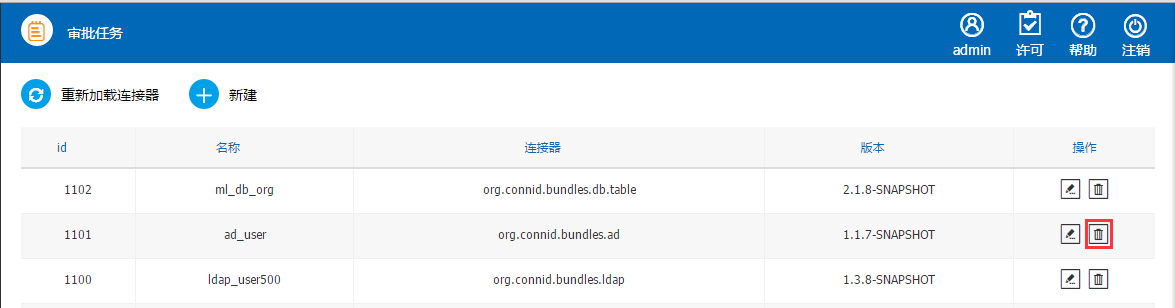 审批任务
admin 许可 帮助 注销
重新加载连接器 新建
id 名称 连接器 版本 操作
1102 ml_db_org org.connid.bundles.db.table 2.1.8-SNAPSHOT
1101 ad_user org.connid.bundles.ad 1.1.7-SNAPSHOT
1100 ldap_user500 org.connid.bundles.ldap 1.3.8-SNAPSHOT